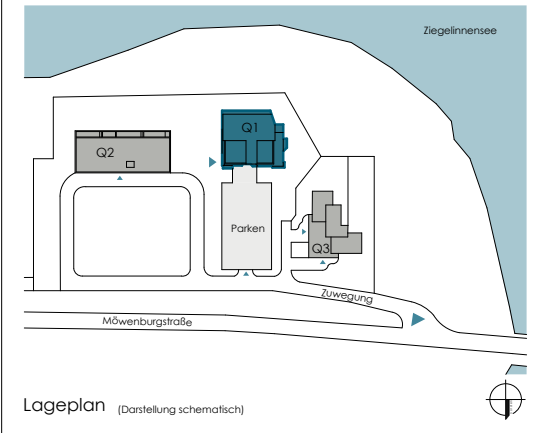 Ziegelinnensee
Q1
Q2
Parken
Q3
Zuwegung
Möwenburgstraße
Lageplan (Darstellung schematisch)